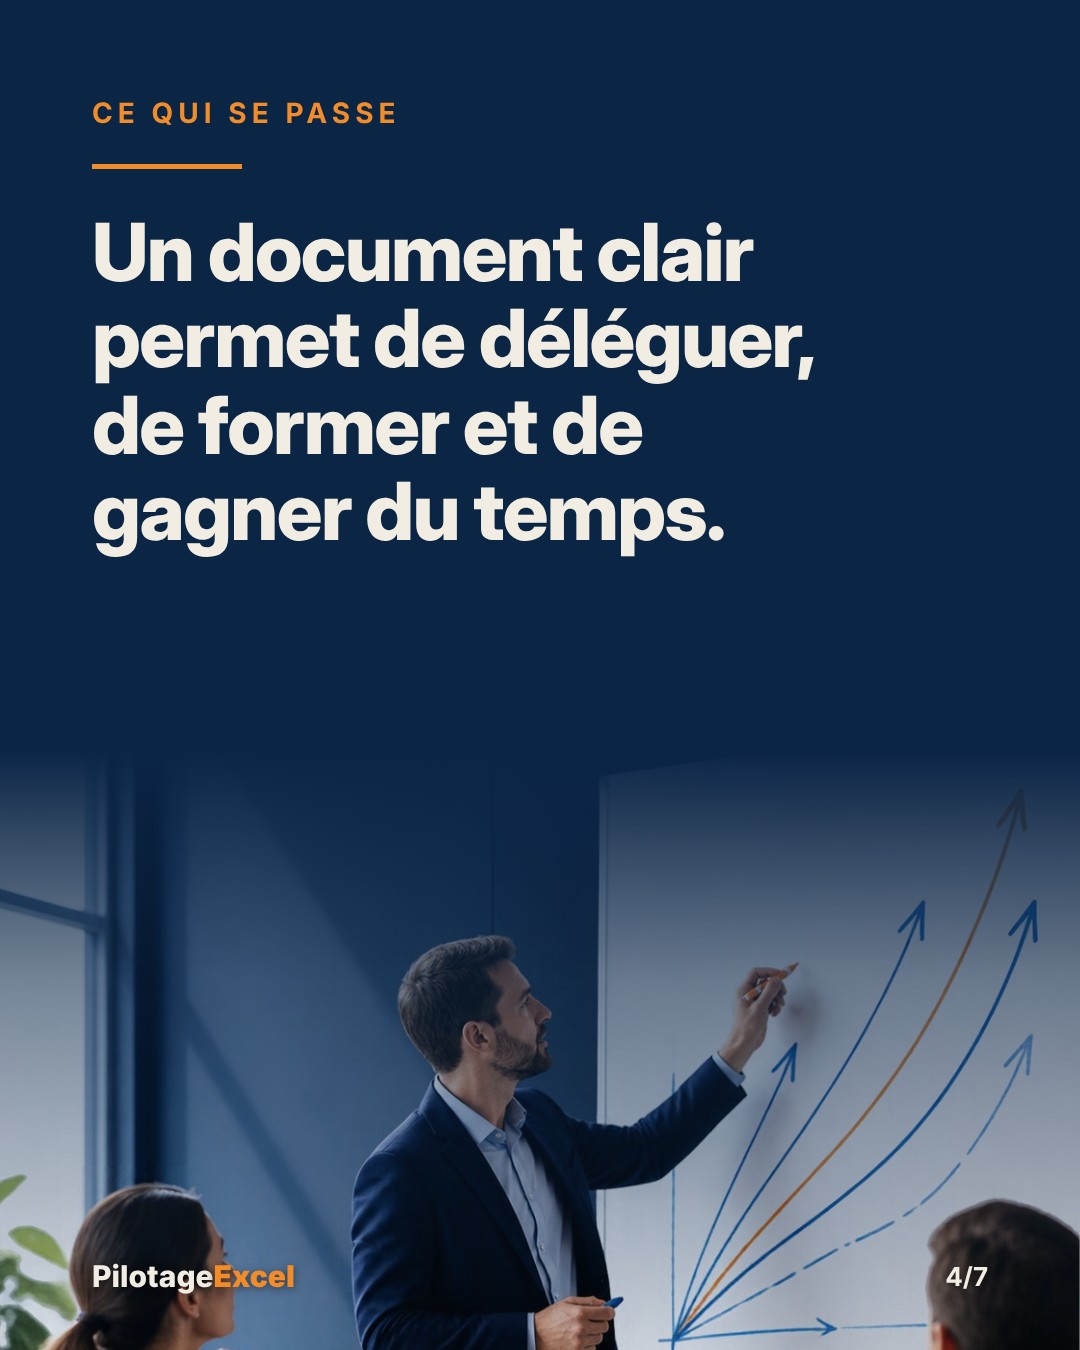 CE QUI SE PASSE
Un document clair
permet de déléguer,
de former et de
gagner du temps.
PilotageExcel
4/7